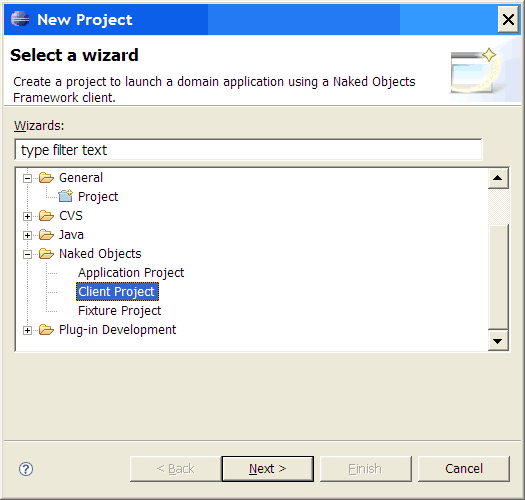 New Project
Select a wizard
Create a project to launch a domain application using a Naked Objects
Framework client.
Wizards:
type filter text
General
Project
CVS
Java
Naked Objects
Application Project
Client Project
Fixture Project
Plug-in Development
< Back
Next >
Finish
Cancel